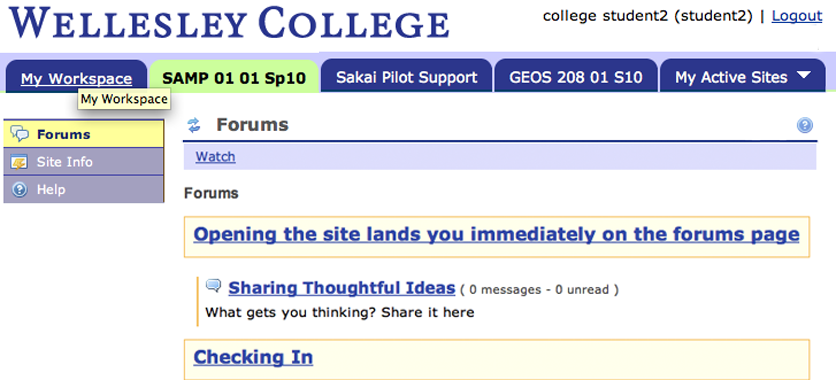 WELLESLEY COLLEGE
college student2 (student2) | Logout
My Workspace
SAMP 01 01 Sp10
Sakai Pilot Support
GEOS 208 01 S10
My Active Sites
My Workspace
Forums
Site Info
Help
Forums
Watch
Forums
Opening the site lands you immediately on the forums page
Sharing Thoughtful Ideas ( 0 messages - 0 unread )
What gets you thinking? Share it here
Checking In